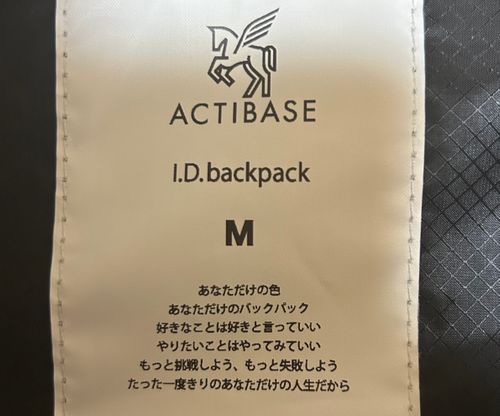 ACTIBASE
I.D.backpack
M
あなただけの色
あなただけのバックパック
好きなことは好きと言っていい
やりたいことはやってみていい
もっと挑戦しよう、もっと失敗しよう
たった一度きりのあなただけの人生だから